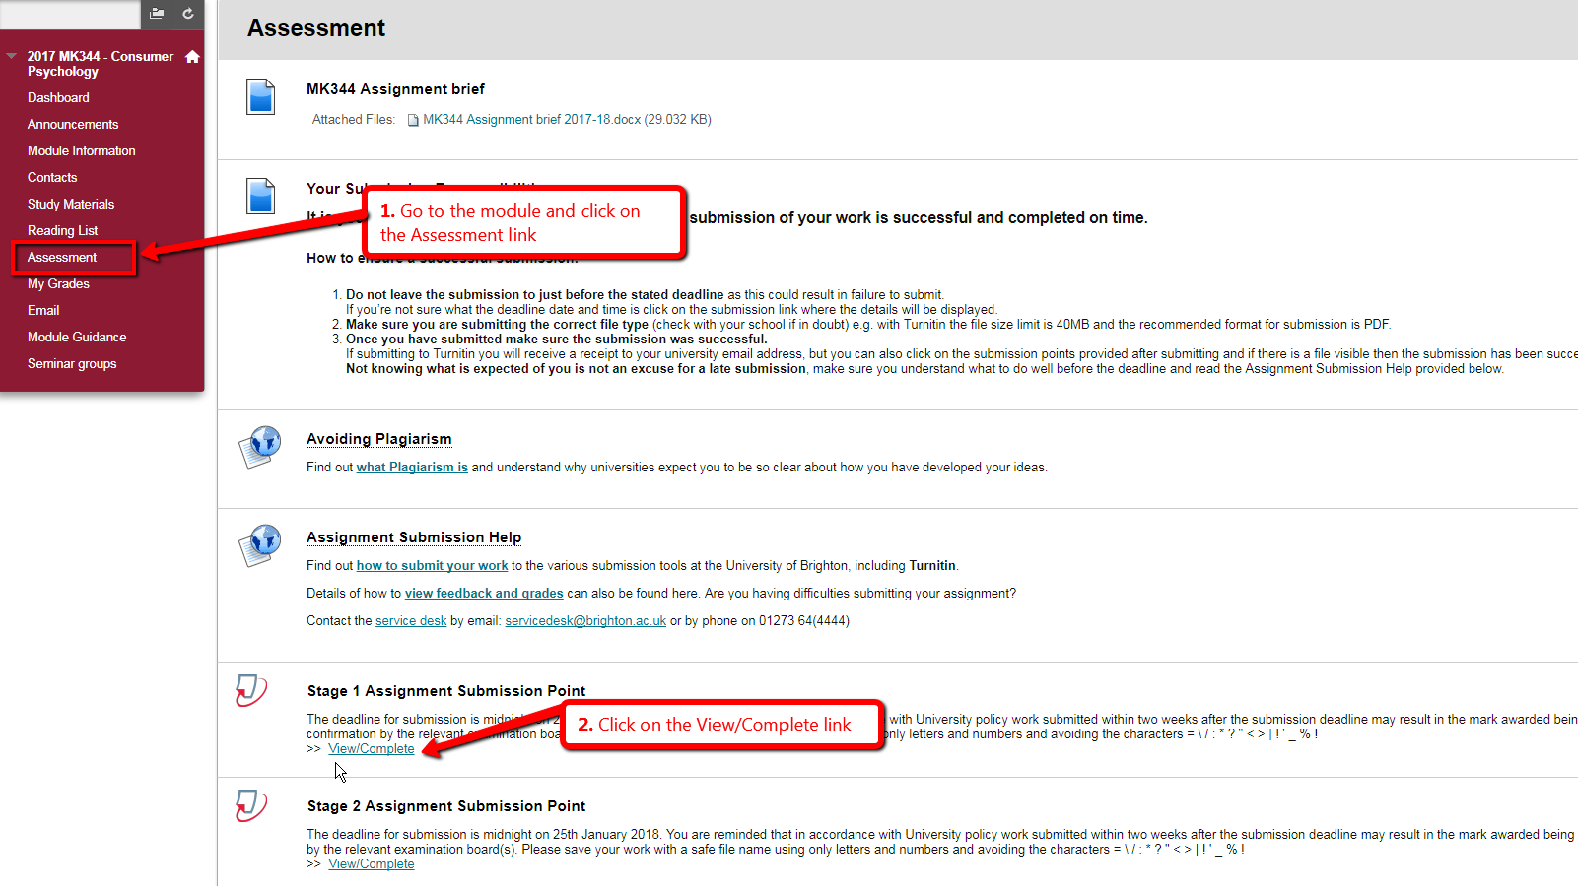 Assessment
2017 MK344 - Consumer
Psychology
Dashboard
Announcements
Module Information
Contacts
Study Materials
Reading List
Assessment
My Grades
Email
Module Guidance
Seminar groups
MK344 Assignment brief
Attached Files: MK344 Assignment brief 2017-18.docx (29.032 KB)
Your
1. Go to the module and click on
the Assessment link
submission of your work is successful and completed on time.
How to ensure a successful submission:
1. Do not leave the submission to just before the stated deadline as this could result in failure to submit.
If you're not sure what the deadline date and time is click on the submission link where the details will be displayed.
2. Make sure you are submitting the correct file type (check with your school if in doubt) e.g. with Turnitin the file size limit is 40MB and the recommended format for submission is PDF.
3. Once you have submitted make sure the submission was successful.
If submitting to Turnitin you will receive a receipt to your university email address, but you can also click on the submission points provided after submitting and if there is a file visible then the submission has been succe
Not knowing what is expected of you is not an excuse for a late submission, make sure you understand what to do well before the deadline and read the Assignment Submission Help provided below.
Avoiding Plagiarism
Find out what Plagiarism is and understand why universities expect you to be so clear about how you have developed your ideas.
Assignment Submission Help
Find out how to submit your work to the various submission tools at the University of Brighton, including Turnitin.
Details of how to view feedback and grades can also be found here. Are you having difficulties submitting your assignment?
Contact the service desk by email: servicedesk@brighton.ac.uk or by phone on 01273 64(4444)
Stage 1 Assignment Submission Point
The deadline for submission is midnight on 2
2. Click on the View/Complete link
with University policy work submitted within two weeks after the submission deadline may result in the mark awarded bein
confirmation by the relevant examination boa
only letters and numbers and avoiding the characters = \ / : * ? " < > | ! ' _ % !
>> View/Complete
Stage 2 Assignment Submission Point
The deadline for submission is midnight on 25th January 2018. You are reminded that in accordance with University policy work submitted within two weeks after the submission deadline may result in the mark awarded being
by the relevant examination board(s). Please save your work with a safe file name using only letters and numbers and avoiding the characters = \ / : * ? " < > | ! ' _ % !
>> View/Complete